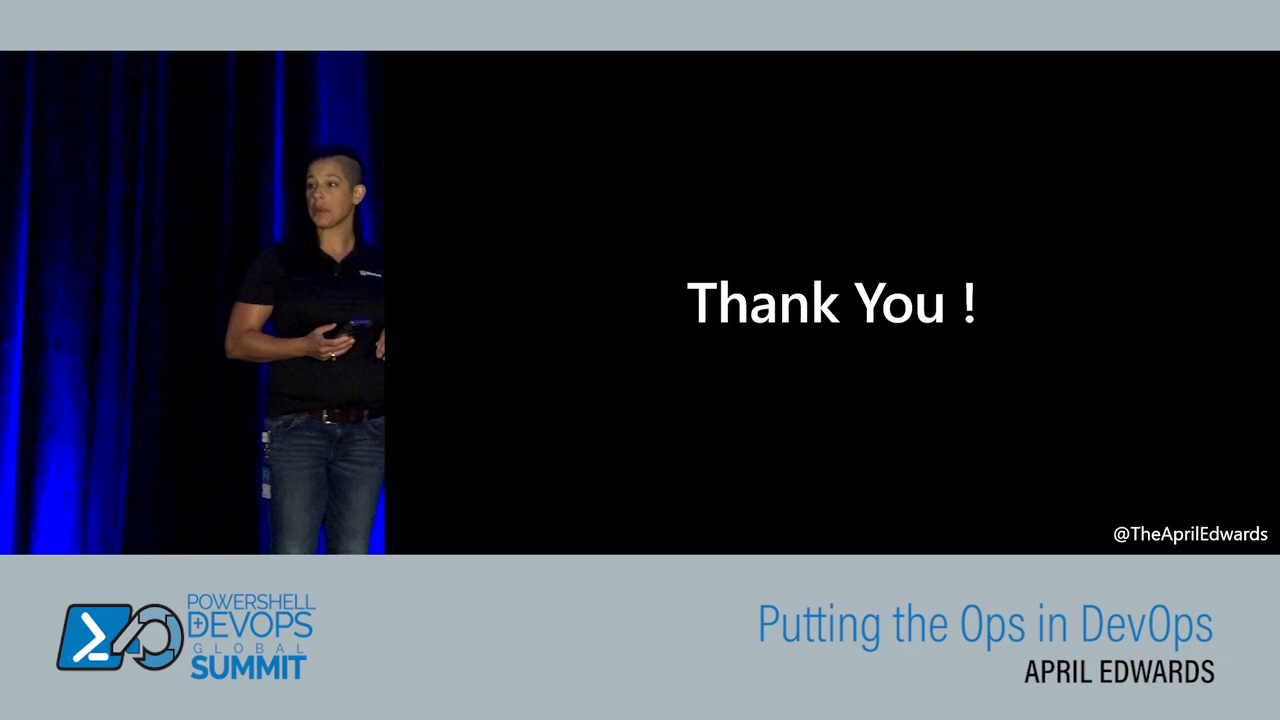 Thank You !
@TheAprilEdwards
POWERSHELL
+ DEVOPS
GLOBAL
SUMMIT
Putting the Ops in DevOps
APRIL EDWARDS